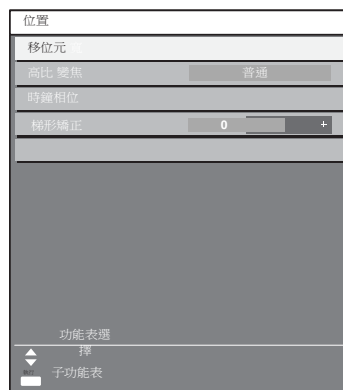 位置
移位元
高比 變焦 普通
時鐘相位
梯形矯正 0 +
功能表選
擇
子功能表